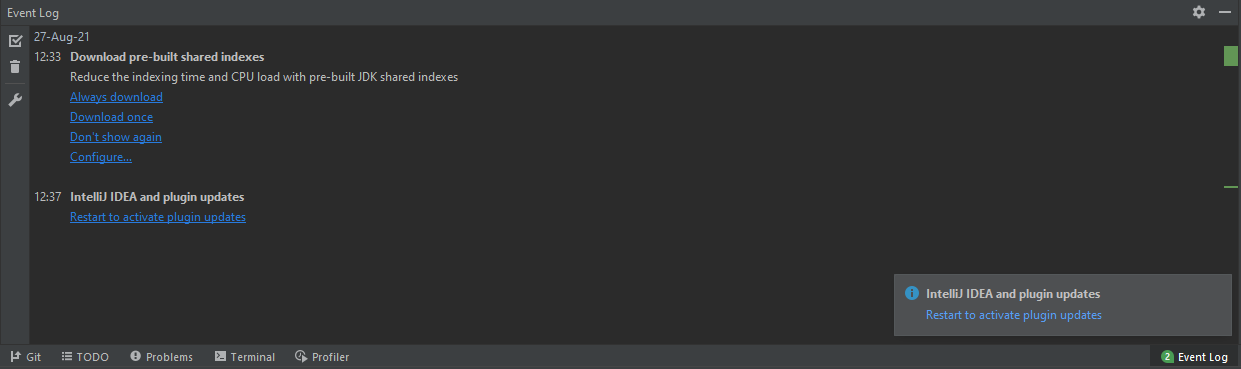 Event Log
27-Aug-21
12:33 Download pre-built shared indexes
Reduce the indexing time and CPU load with pre-built JDK shared indexes
Always download
Download once
Don't show again
Configure...
12:37 IntelliJ IDEA and plugin updates
Restart to activate plugin updates
IntelliJ IDEA and plugin updates
Restart to activate plugin updates
Git TODO Problems Terminal Profiler 2 Event Log